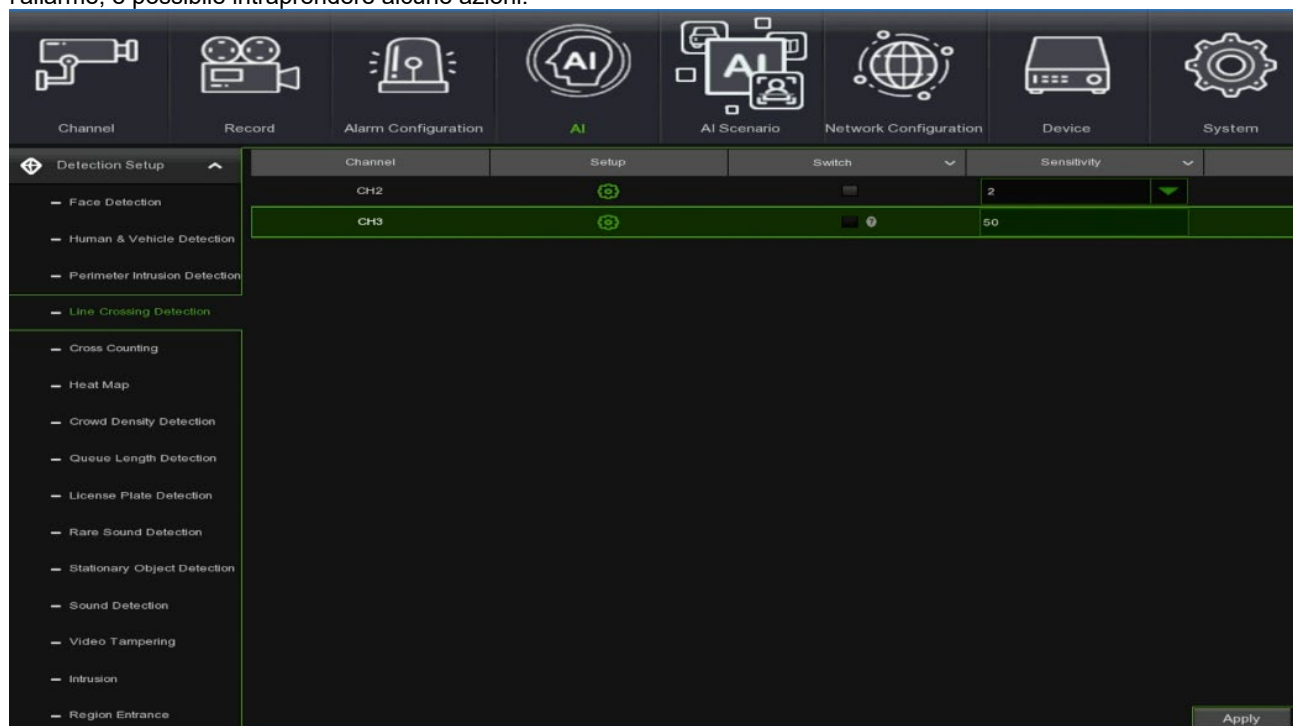 l'allarme, è possibile intraprendere alcune azioni.
AI
AI
Channel
Record
Alarm Configuration
AI
AI Scenario
Network Configuration
Device
System
Detection Setup
Channel
Setup
Switch
Sensitivity
CH2
2
CH3
50
Face Detection
Human & Vehicle Detection
Perimeter Intrusion Detection
Line Crossing Detection
Cross Counting
Heat Map
Crowd Density Detection
Queue Length Detection
License Plate Detection
Rare Sound Detection
Stationary Object Detection
Sound Detection
Video Tampering
Intrusion
Region Entrance
Apply